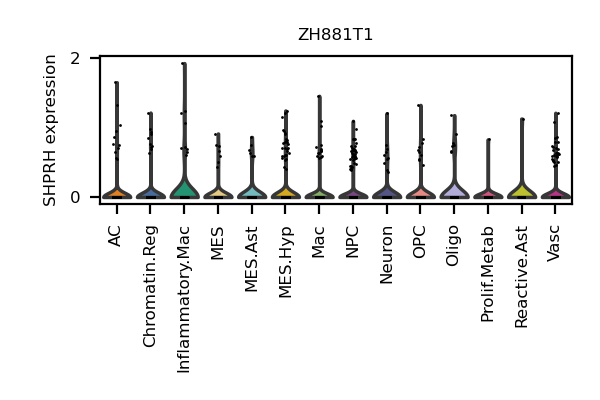 ZH881T1
SHPRH expression
2
0
AC
Chromatin.Reg
Inflammatory.Mac
MES
MES.Ast
MES.Hyp
Mac
NPC
Neuron
OPC
Oligo
Prolif.Metab
Reactive.Ast
Vasc